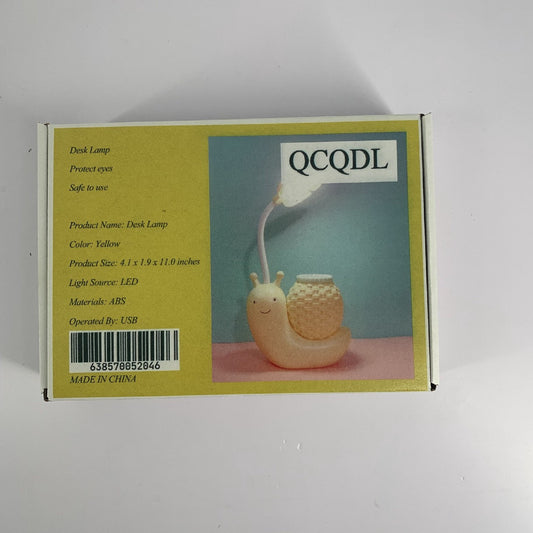 Desk Lamp
Protect eyes
Safe to use
Product Name: Desk Lamp
Color: Yellow
Product Size: 4.1 x 1.9 x 11.0 inches
Light Source: LED
Materials: ABS
Operated By: USB
638570052046
MADE IN CHINA
QCQDL